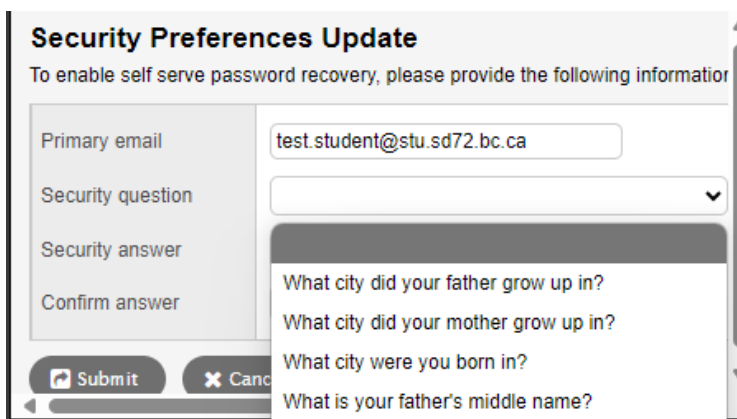 Security Preferences Update
To enable self serve password recovery, please provide the following information
Primary email
test.student@stu.sd72.bc.ca
Security question
Security answer
Confirm answer
What city did your father grow up in?
What city did your mother grow up in?
What city were you born in?
What is your father's middle name?
Submit
Canc